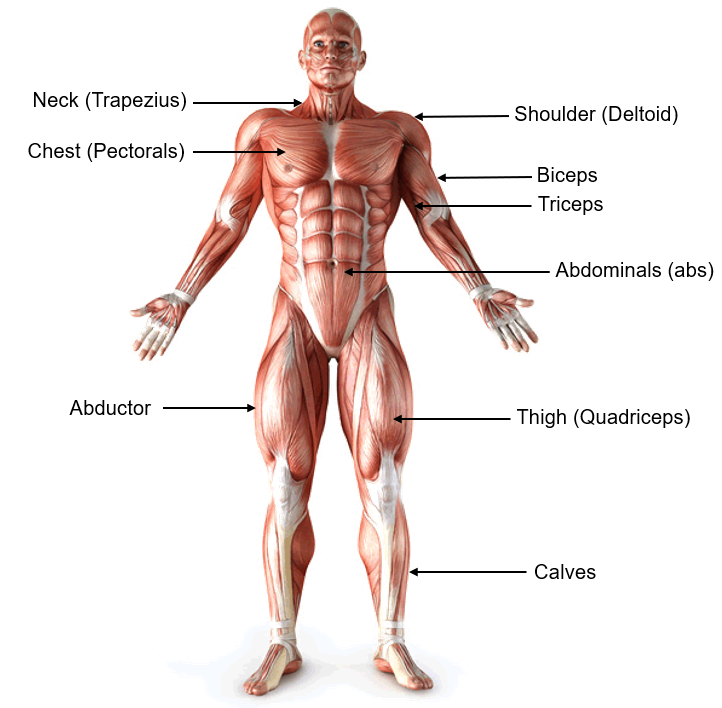 Neck (Trapezius)
Shoulder (Deltoid)
Chest (Pectorals)
Biceps
Triceps
Abdominals (abs)
Abductor
Thigh (Quadriceps)
Calves